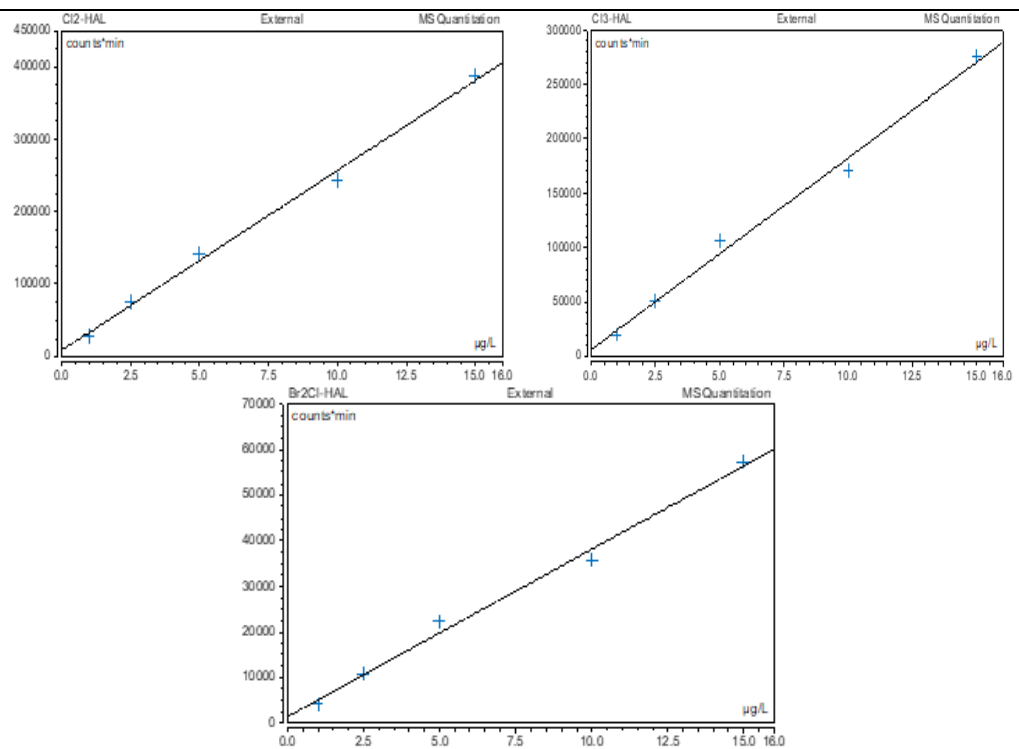 Cl2-HAL External MS Quantitation
450000
counts*min
400000
300000
200000
100000
0
µg/L
0.0 2.5 5.0 7.5 10.0 12.5 15.0 16.0
Cl3-HAL External MS Quantitation
300000
counts*min
250000
200000
150000
100000
50000
0
µg/L
0.0 2.5 5.0 7.5 10.0 12.5 15.0 16.0
Br2Cl-HAL External MS Quantitation
70000
counts*min
60000
50000
40000
30000
20000
10000
0
µg/L
0.0 2.5 5.0 7.5 10.0 12.5 15.0 16.0